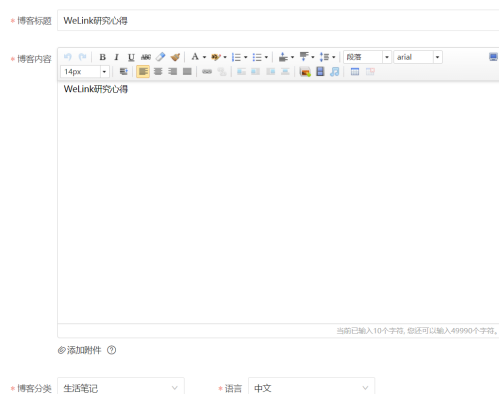 * 博客标题 WeLink研究心得
* 博客内容
B I U ABC A 段落 arial
14px
WeLink研究心得
当前已输入10个字符, 您还可以输入49990个字符。
添加附件
* 博客分类 生活笔记 * 语言 中文